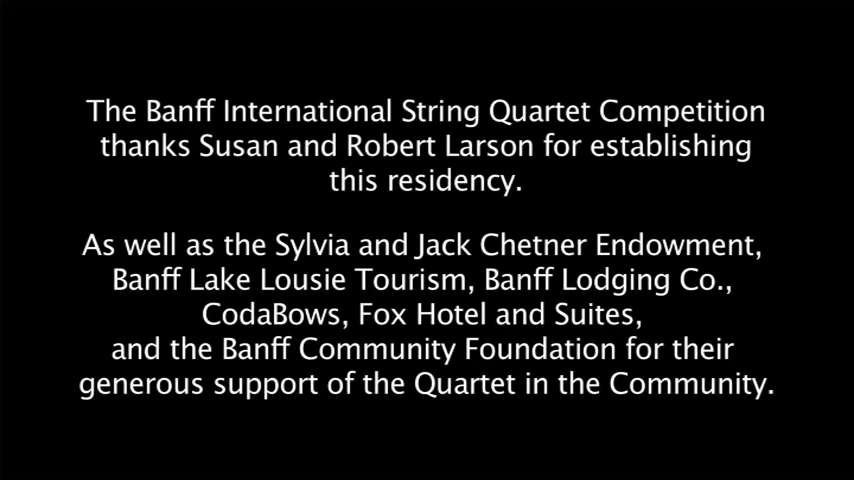 The Banff International String Quartet Competition
thanks Susan and Robert Larson for establishing
this residency.
As well as the Sylvia and Jack Chetner Endowment,
Banff Lake Lousie Tourism, Banff Lodging Co.,
CodaBows, Fox Hotel and Suites,
and the Banff Community Foundation for their
generous support of the Quartet in the Community.